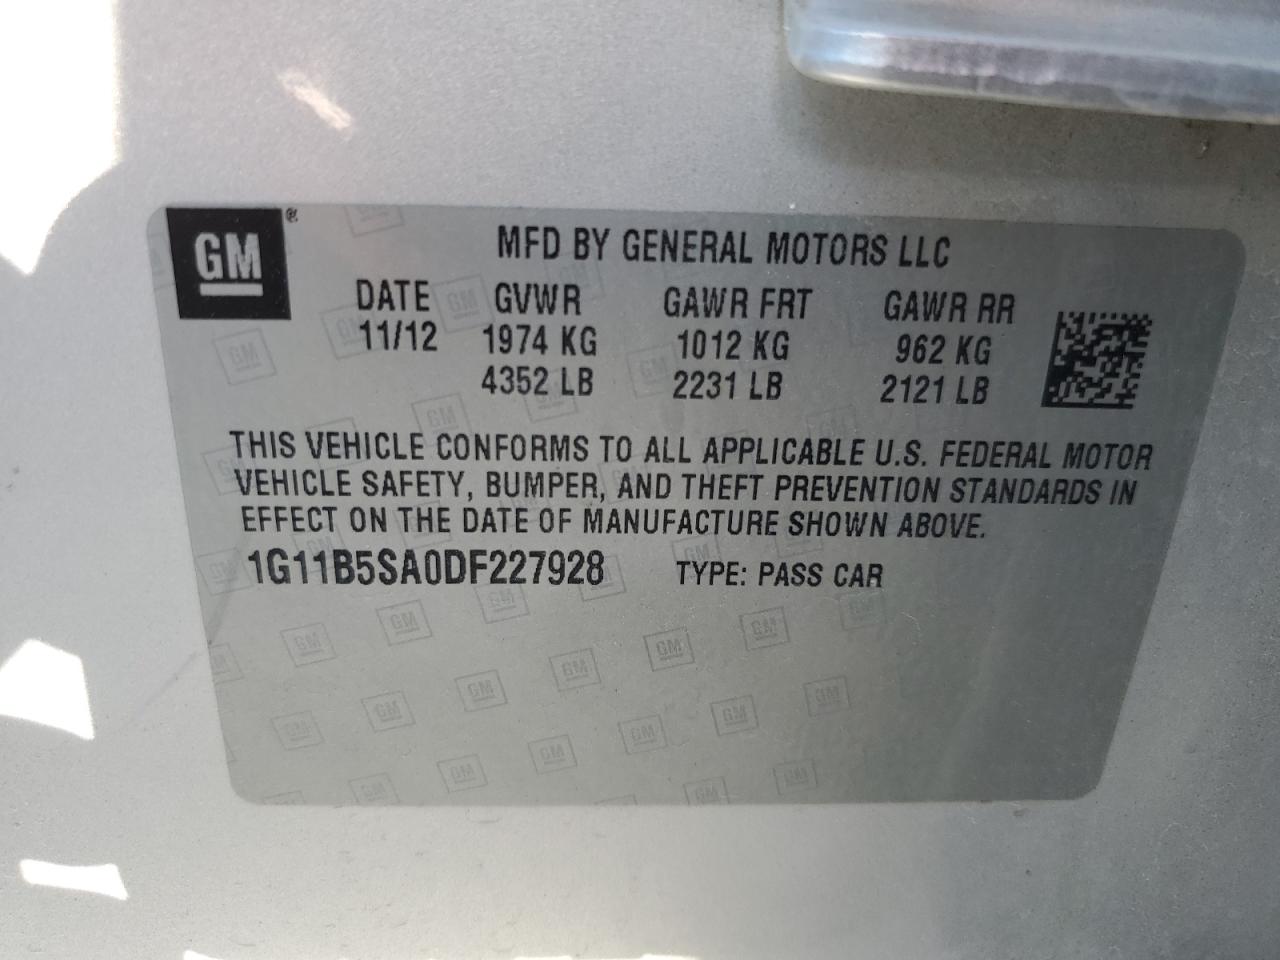 GM®
MFD BY GENERAL MOTORS LLC
DATE GVWR GAWR FRT GAWR RR
11/12 1974 KG 1012 KG 962 KG
4352 LB 2231 LB 2121 LB
THIS VEHICLE CONFORMS TO ALL APPLICABLE U.S. FEDERAL MOTOR
VEHICLE SAFETY, BUMPER, AND THEFT PREVENTION STANDARDS IN
EFFECT ON THE DATE OF MANUFACTURE SHOWN ABOVE.
1G11B5SA0DF227928 TYPE: PASS CAR